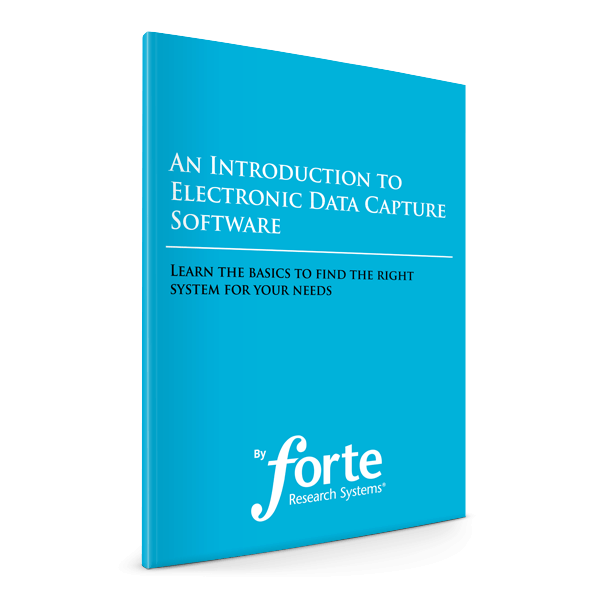 An Introduction to
Electronic Data Capture
Software
Learn the basics to find the right
system for your needs
By
forte
Research Systems®